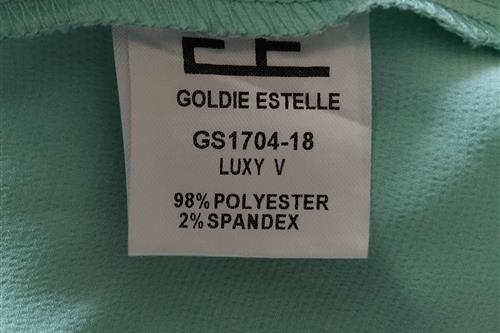 GOLDIE ESTELLE
GS1704-18
LUXY V
98% POLYESTER
2% SPANDEX